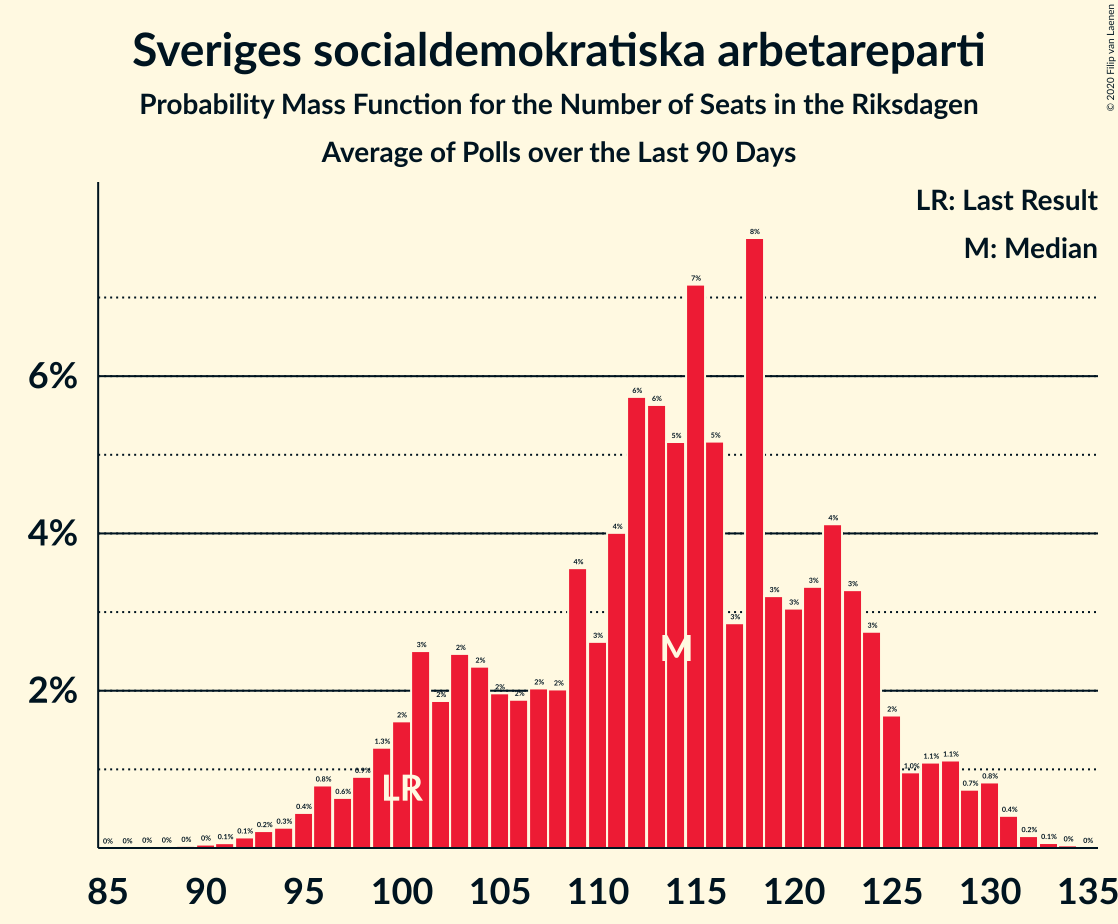 Sveriges socialdemokratiska arbetareparti
Probability Mass Function for the Number of Seats in the Riksdagen
Average of Polls over the Last 90 Days
© 2020 Filip van Laenen
LR: Last Result
M: Median
6%
4%
2%
0% 0% 0% 0% 0% 0% 0.1% 0.1% 0.2% 0.3% 0.4% 0.8% 0.6% 0.9% 1.3% 2% 3% 2% 2% 2% 2% 2% 2% 2% 4% 3% 4% 6% 6% 5% 7% 5% 3% 8% 3% 3% 3% 4% 3% 3% 2% 1.0% 1.1% 1.1% 0.7% 0.8% 0.4% 0.2% 0.1% 0% 0%
M
LR
85 90 95 100 105 110 115 120 125 130 135